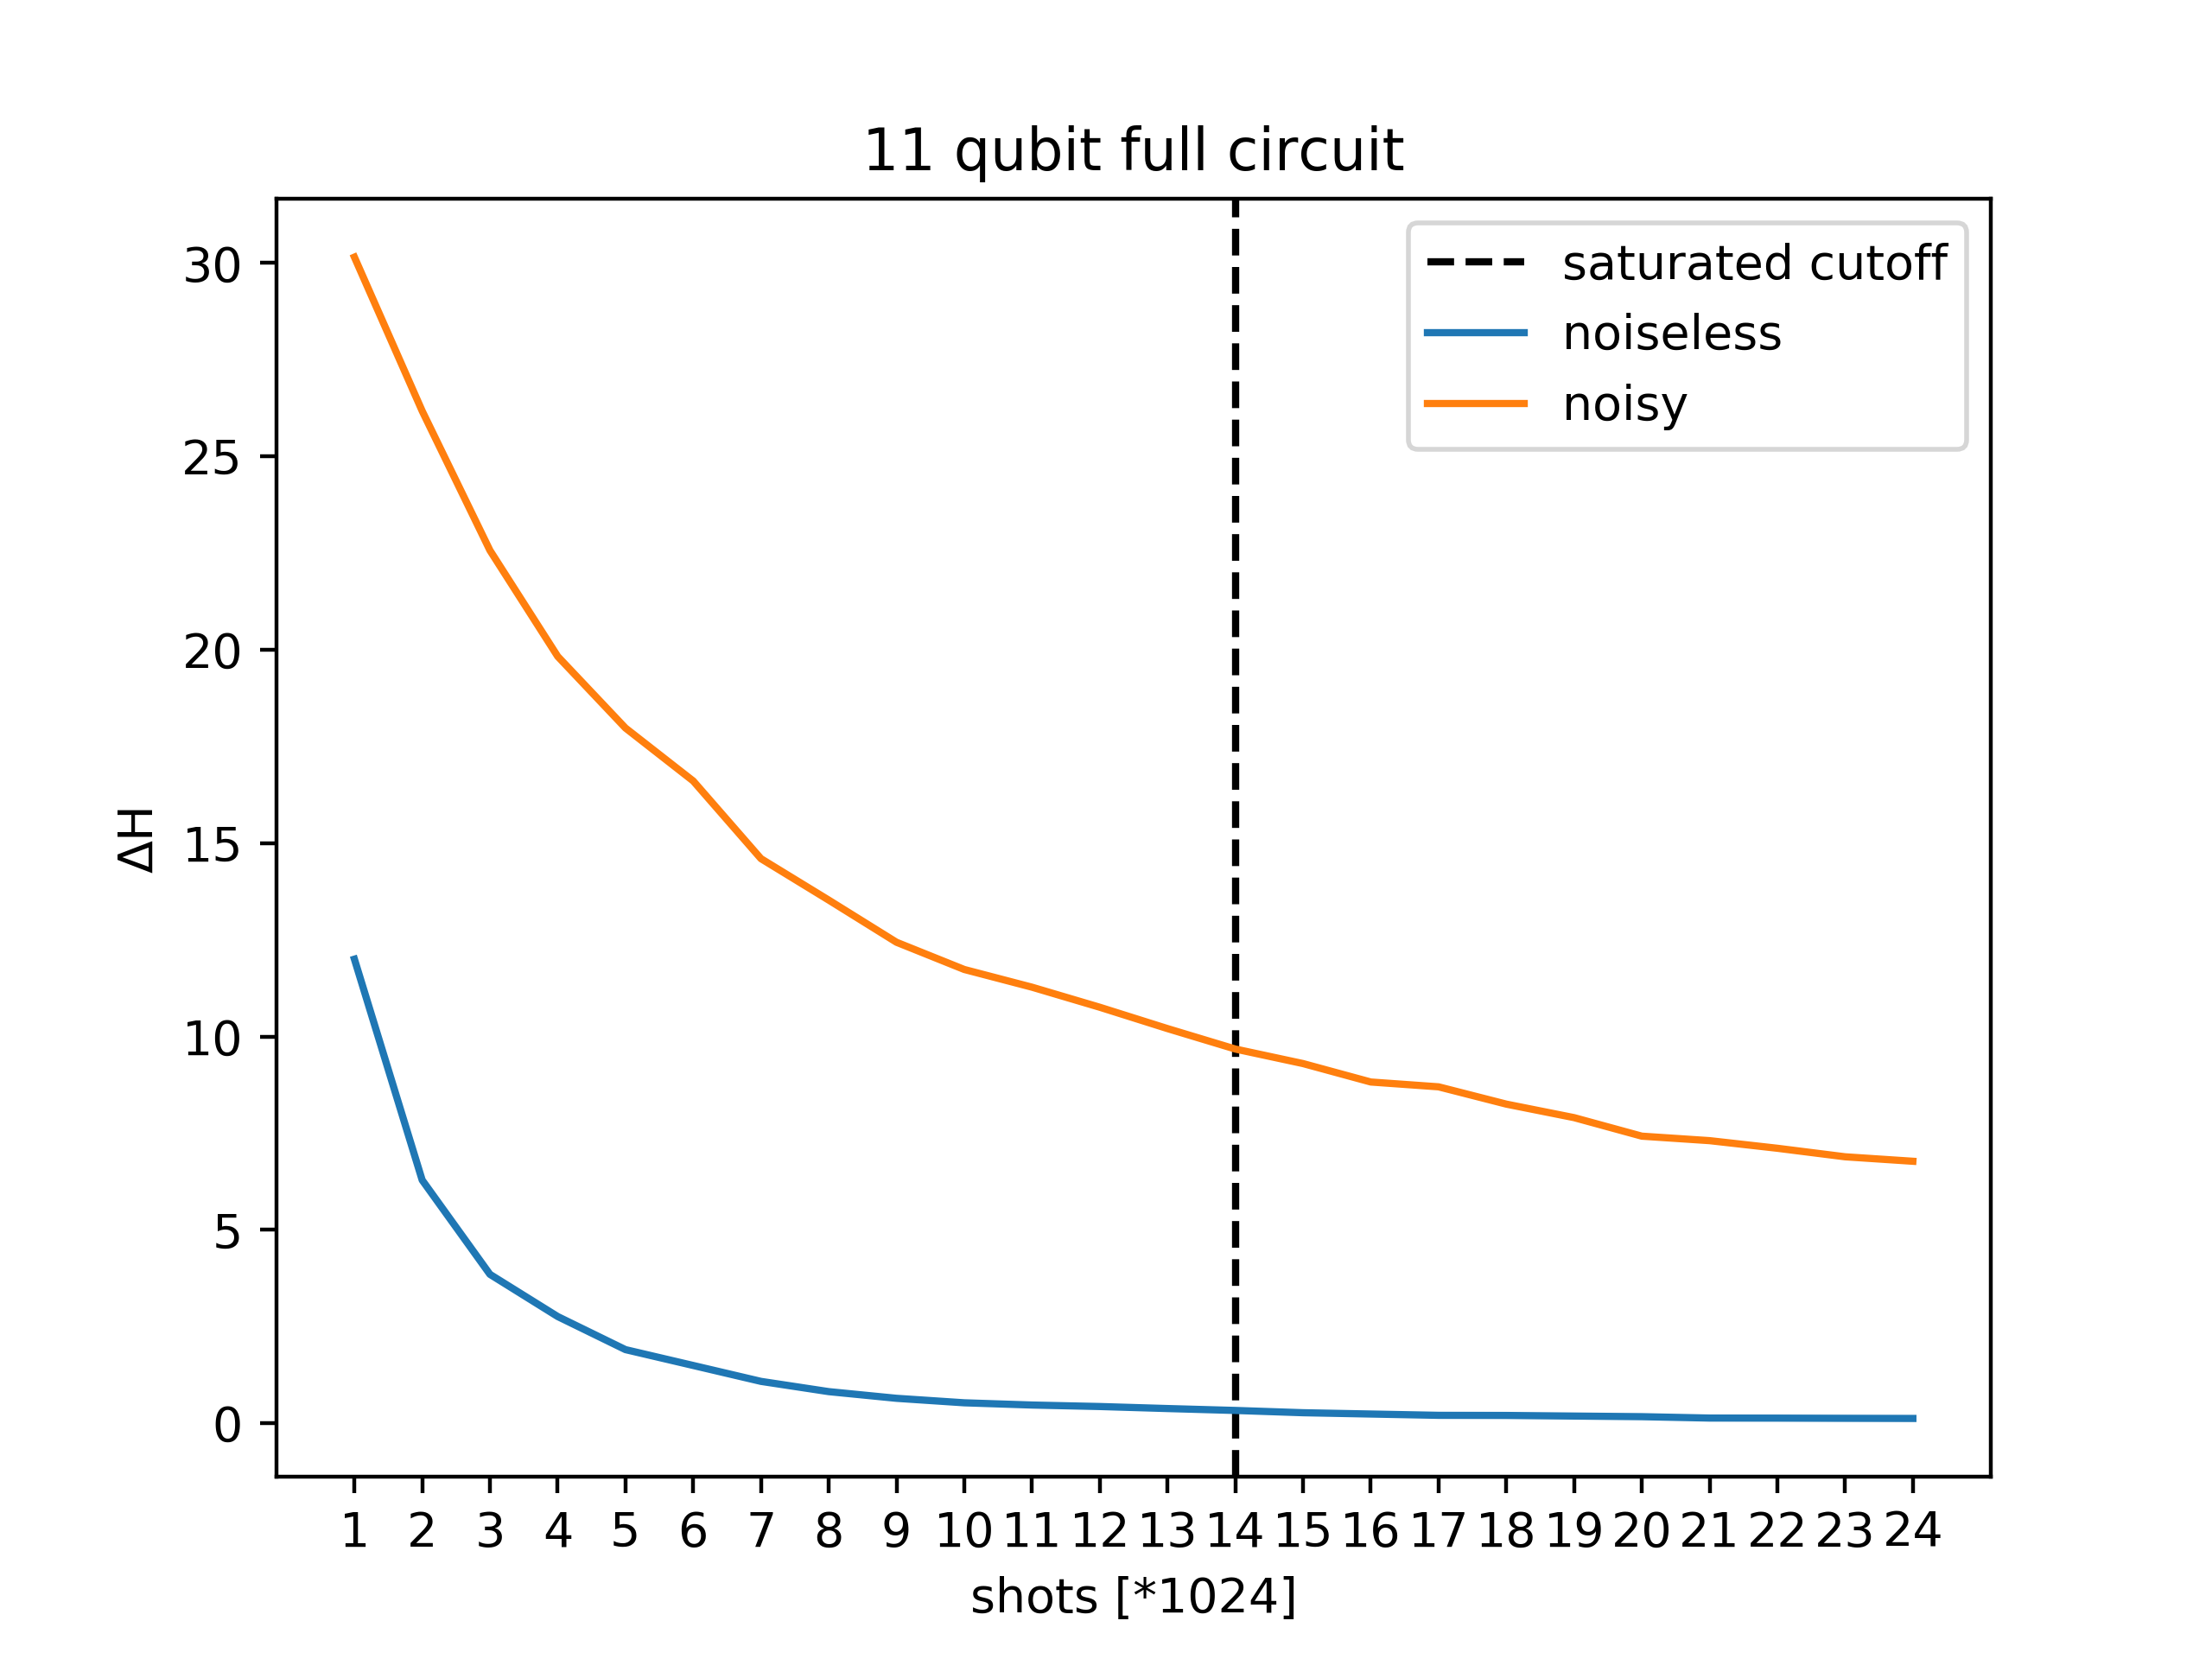 11 qubit full circuit
saturated cutoff
noiseless
noisy
30
25
20
15
10
5
0
ΔH
1 2 3 4 5 6 7 8 9 10 11 12 13 14 15 16 17 18 19 20 21 22 23 24
shots [*1024]